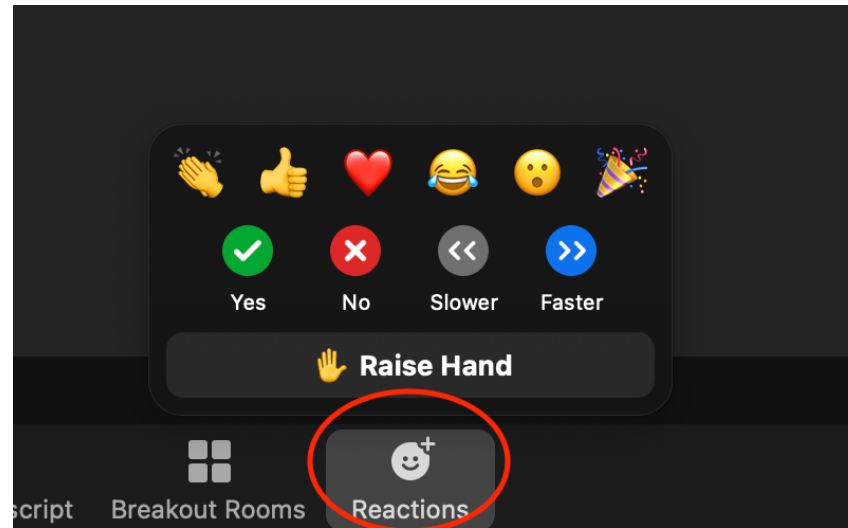 Yes No Slower Faster
Raise Hand
script Breakout Rooms Reactions